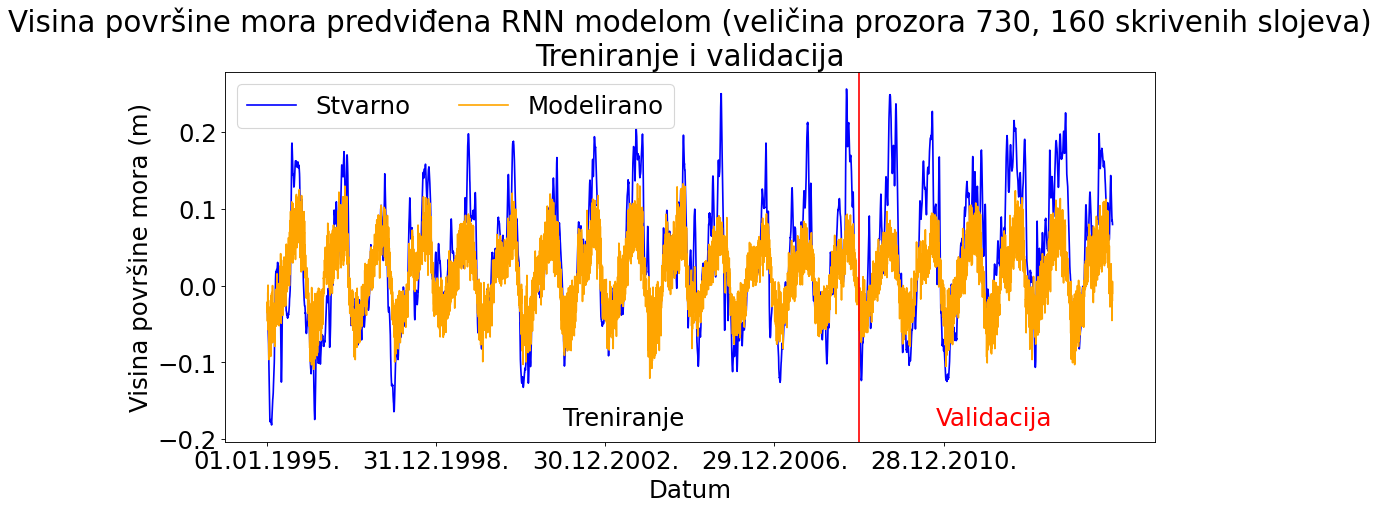 Visina površine mora predviđena RNN modelom (veličina prozora 730, 160 skrivenih slojeva)
Treniranje i validacija
Stvarno
Modelirano
Visina površine mora (m)
0.2
0.1
0.0
−0.1
−0.2
Treniranje
Validacija
01.01.1995.
31.12.1998.
30.12.2002.
29.12.2006.
28.12.2010.
Datum